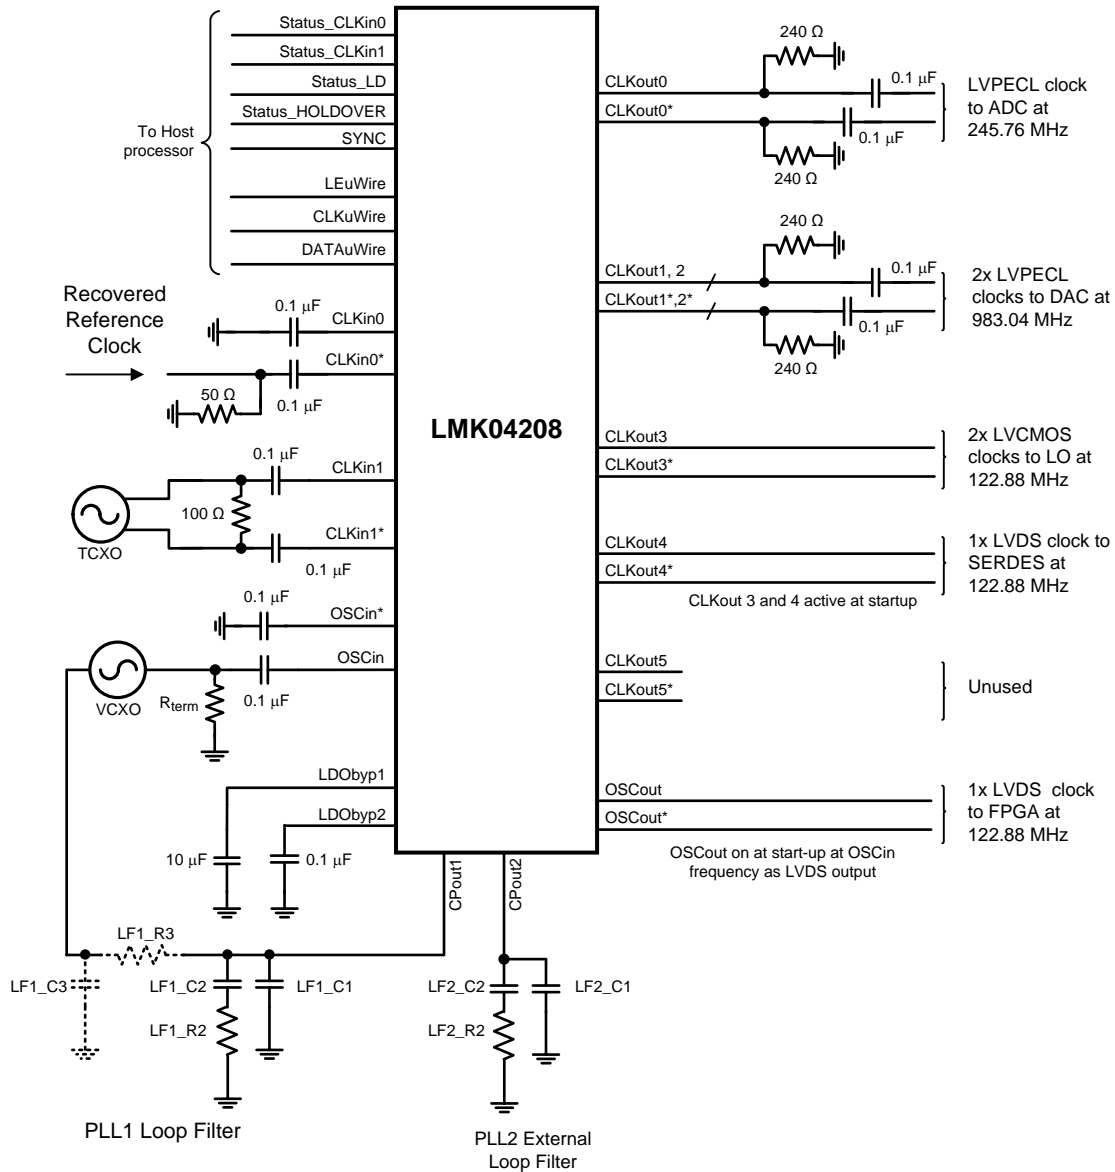 Status_CLKin0
Status_CLKin1
Status_LD
Status_HOLDOVER
SYNC
To Host
processor
LEuWire
CLKuWire
DATAuWire
Recovered
Reference
Clock
0.1 µF
CLKin0
CLKin0*
50 Ω
0.1 µF
0.1 µF
CLKin1
100 Ω
CLKin1*
TCXO
0.1 µF
0.1 µF
OSCin*
OSCin
0.1 µF
Rterm
VCXO
LDObyp1
LDObyp2
10 µF
0.1 µF
LMK04208
CPout1
CPout2
240 Ω
CLKout0
0.1 µF
CLKout0*
0.1 µF
240 Ω
LVPECL clock
to ADC at
245.76 MHz
240 Ω
CLKout1, 2
0.1 µF
CLKout1*,2*
0.1 µF
240 Ω
2x LVPECL
clocks to DAC at
983.04 MHz
CLKout3
CLKout3*
2x LVCMOS
clocks to LO at
122.88 MHz
CLKout4
CLKout4*
CLKout 3 and 4 active at startup
1x LVDS clock to
SERDES at
122.88 MHz
CLKout5
CLKout5*
Unused
OSCout
OSCout*
OSCout on at start-up at OSCin
frequency as LVDS output
1x LVDS clock
to FPGA at
122.88 MHz
LF1_R3
LF1_C3
LF1_C2
LF1_C1
LF1_R2
LF2_C2
LF2_C1
LF2_R2
PLL1 Loop Filter
PLL2 External
Loop Filter